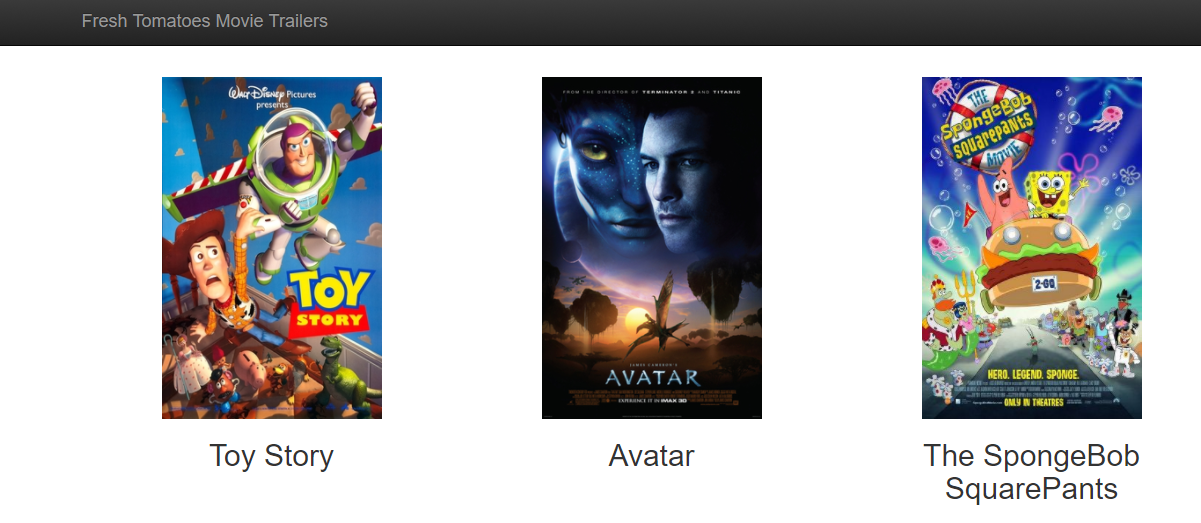 Fresh Tomatoes Movie Trailers
WALT DISNEY Pictures
presents
TOY
STORY
FROM THE DIRECTOR OF TERMINATOR 2 AND TITANIC
JAMES CAMERON'S
AVATAR
EXPERIENCE IT IN IMAX 3D
THE
SPONGEBOB
SQUAREPANTS
MOVIE
2-GO
HERO. LEGEND. SPONGE.
ONLY IN THEATRES
Toy Story
Avatar
The SpongeBob
SquarePants